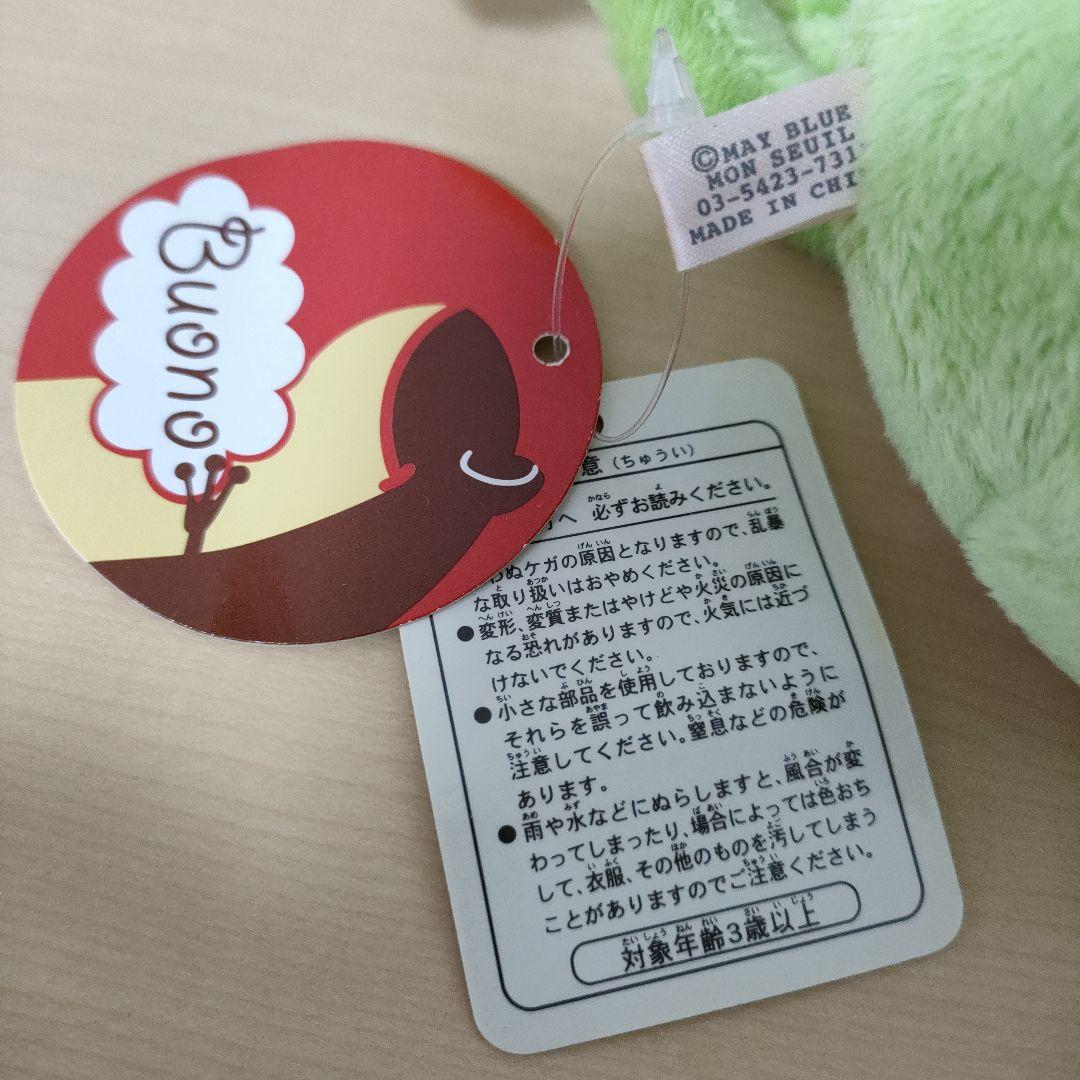 Buono
©MAY BLUE
MON SEUIL
03-5423-731
MADE IN CHI
意（ちゅうい）
必ずお読みください。
ぬケガの原因となりますので、乱暴
な取り扱いはおやめください。
●変形、変質またはやけどや火災の原因に
なる恐れがありますので、火気には近づ
けないでください。
●小さな部品を使用しておりますので、
それらを誤って飲み込まないように
注意してください。窒息などの危険が
あります。
●雨や水などにぬらしますと、風合が変
わってしまったり、場合によっては色おち
して、衣服、その他のものを汚してしまう
ことがありますのでご注意ください。
対象年齢3歳以上